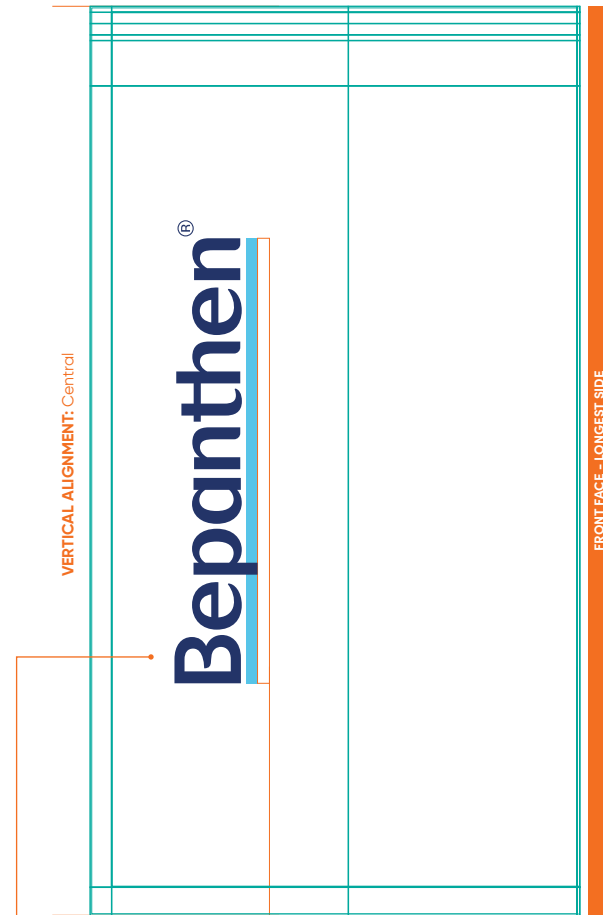 VERTICAL ALIGNMENT: Central
Bepanthen®
FRONT FACE - LONGEST SIDE